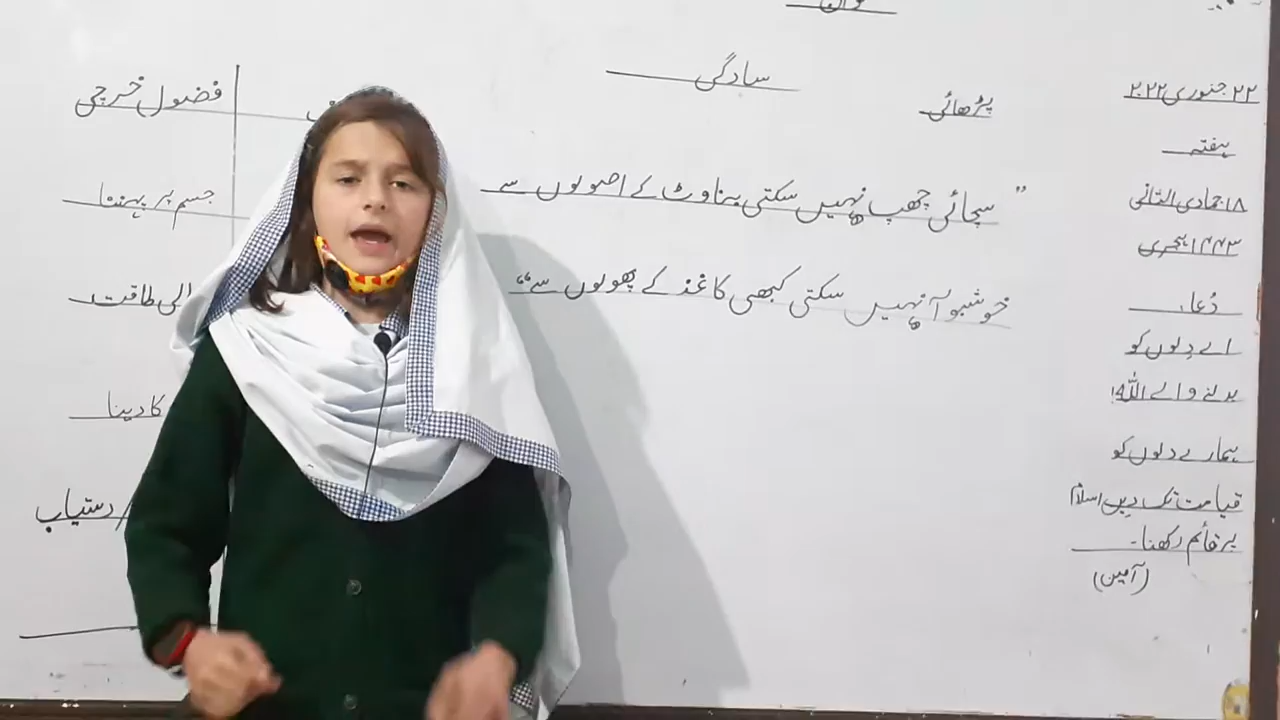 سادگی
۲۲ جنوری ۲۰۲۲
ہفتہ
۱۸ جمادی الثانی
۱۴۴۳ ہجری
دُعا:
اے دِلوں کو
بدلنے والے اللہ!
ہمارے دلوں کو
قیامت تک دینِ اسلام
پر قائم رکھنا۔
(آمین)
پڑھائی
"سچائی چھپ نہیں سکتی بناوٹ کے اصولوں سے
خوشبو آ نہیں سکتی کبھی کاغذ کے پھولوں سے"
فضول خرچی
جسم پر پہننا
طاقت
کا دینا
دستیاب